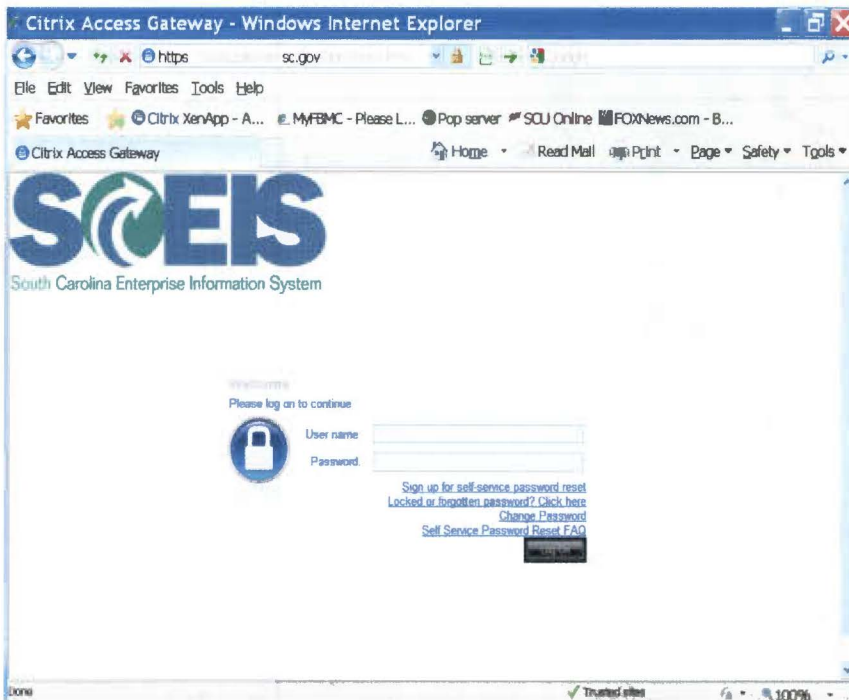 Citrix Access Gateway - Windows Internet Explorer
https sc.gov
File Edit View Favorites Tools Help
Favorites Citrix XenApp - A... MyFBMC - Please L... Pop server SCU Online FOXNews.com - B...
Citrix Access Gateway Home Read Mail Print Page Safety Tools
SCEIS
South Carolina Enterprise Information System
Welcome
Please log on to continue
User name
Password
Sign up for self-service password reset
Locked or forgotten password? Click here
Change Password
Self Service Password Reset FAQ
Done Trusted sites 100%